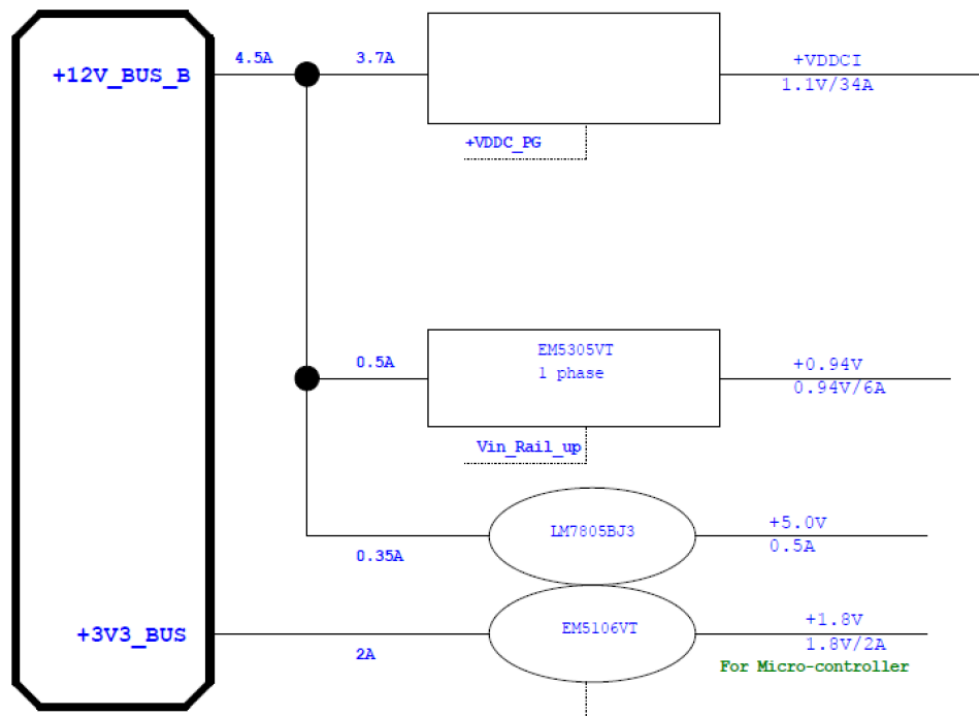 +12V_BUS_B
4.5A
3.7A
+VDDCI
1.1V/34A
+VDDC_PG
0.5A
EM5305VT
1 phase
+0.94V
0.94V/6A
Vin_Rail_up
LM7805BJ3
+5.0V
0.5A
0.35A
+3V3_BUS
2A
EM5106VT
+1.8V
1.8V/2A
For Micro-controller